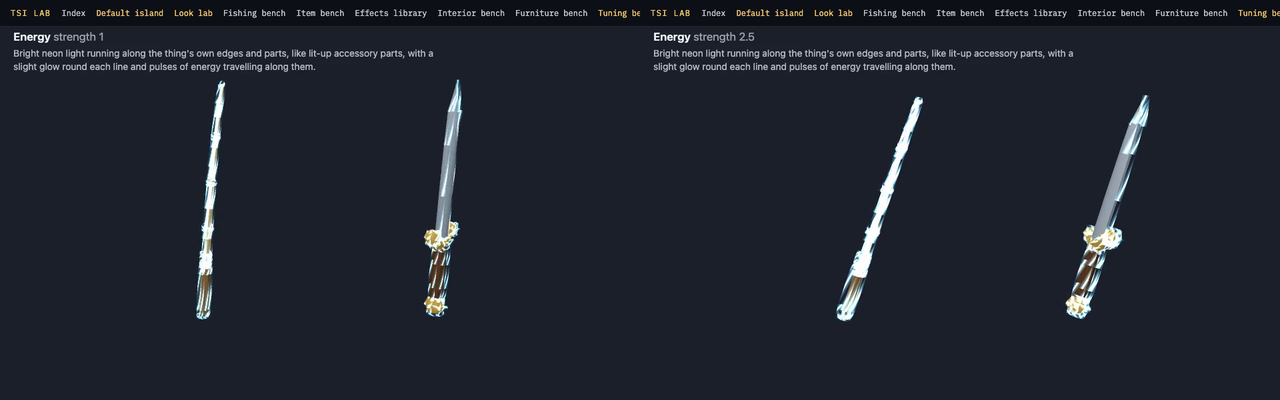 TSI LAB Index Default island Look lab Fishing bench Item bench Effects library Interior bench Furniture bench Tuning be
Energy strength 1
Bright neon light running along the thing's own edges and parts, like lit-up accessory parts, with a
slight glow round each line and pulses of energy travelling along them.
TSI LAB Index Default island Look lab Fishing bench Item bench Effects library Interior bench Furniture bench Tuning be
Energy strength 2.5
Bright neon light running along the thing's own edges and parts, like lit-up accessory parts, with a
slight glow round each line and pulses of energy travelling along them.